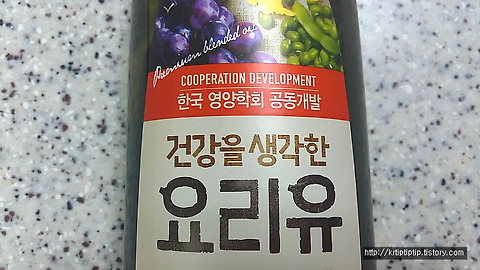 Premium blended oil
COOPERATION DEVELOPMENT
한국 영양학회 공동개발
건강을 생각한
요리유
http://krtiptiptip.tistory.com